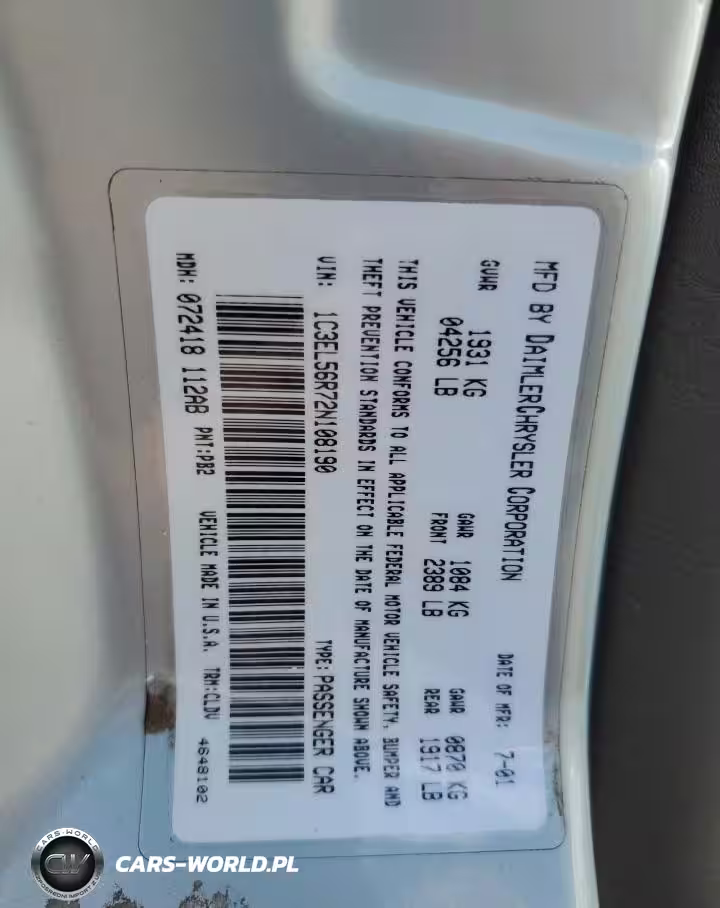 MFD BY DAIMLERCHRYSLER CORPORATION
DATE OF MFR: 7-01
GVWR 1931 KG
04256 LB
GAWR FRONT 1084 KG
2389 LB
GAWR REAR 0870 KG
1917 LB
THIS VEHICLE CONFORMS TO ALL APPLICABLE FEDERAL MOTOR VEHICLE SAFETY, BUMPER AND
THEFT PREVENTION STANDARDS IN EFFECT ON THE DATE OF MANUFACTURE SHOWN ABOVE.
VIN: 1C3EL56R72N108190 TYPE: PASSENGER CAR
MDH: 072418 112AB PNT:PB2 VEHICLE MADE IN U.S.A. TRM:CLDV 4648102
CARS-WORLD
CW
CARS-WORLD.PL